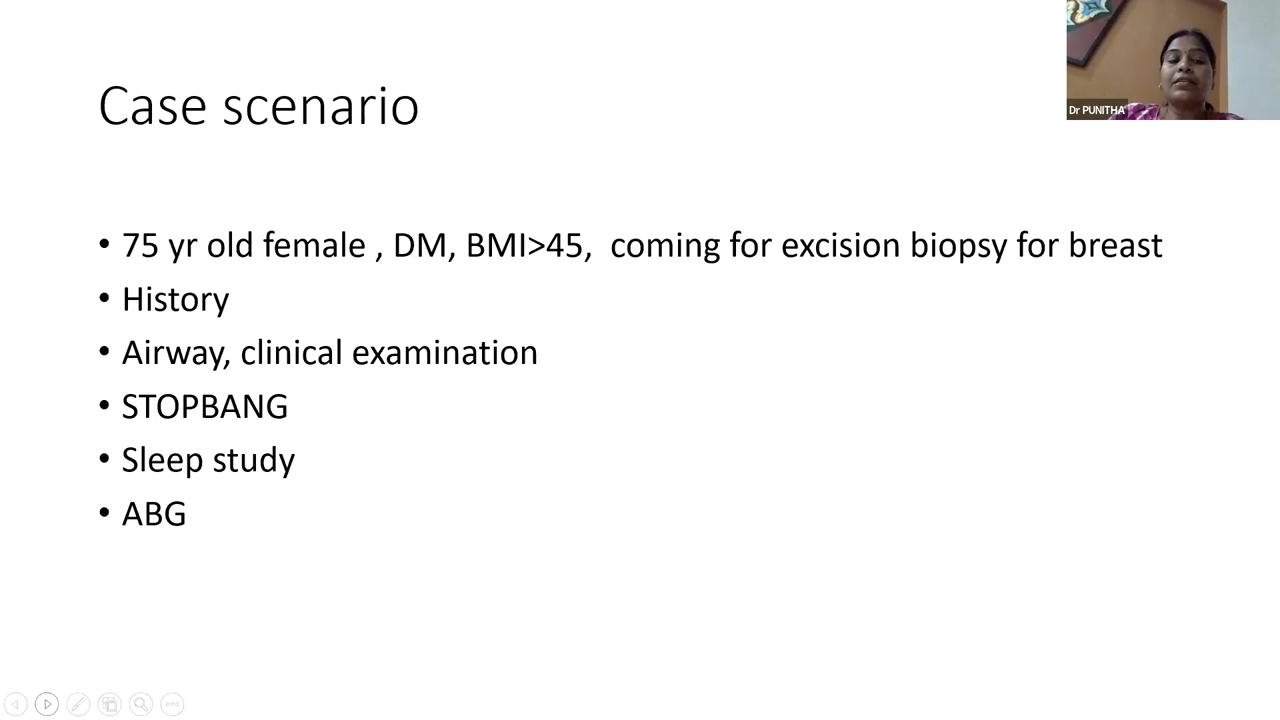 Case scenario
Dr PUNITHA
• 75 yr old female , DM, BMI>45,  coming for excision biopsy for breast
• History
• Airway, clinical examination
• STOPBANG
• Sleep study
• ABG